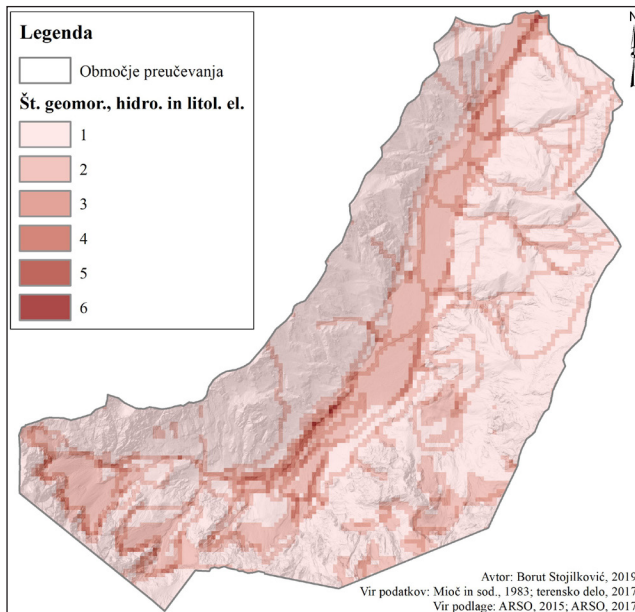 Legenda
Območje preučevanja
Št. geomor., hidro. in litol. el.
1
2
3
4
5
6
N
Avtor: Borut Stojilković, 2019
Vir podatkov: Mioč in sod., 1983; terensko delo, 2017
Vir podlage: ARSO, 2015; ARSO, 2017